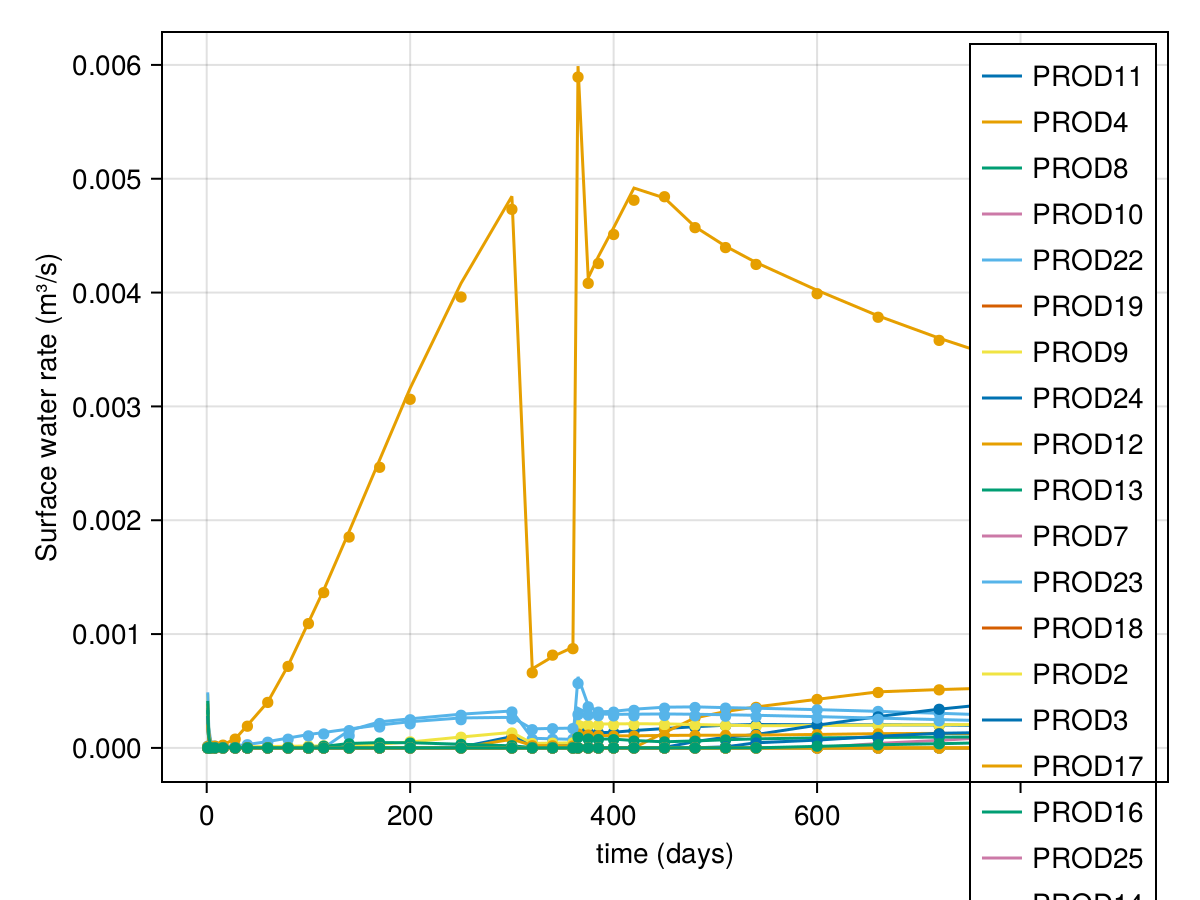 0.006
0.005
0.004
0.003
0.002
0.001
0.000
Surface water rate (m³/s)
0
200
400
600
time (days)
PROD11
PROD4
PROD8
PROD10
PROD22
PROD19
PROD9
PROD24
PROD12
PROD13
PROD7
PROD23
PROD18
PROD2
PROD3
PROD17
PROD16
PROD25